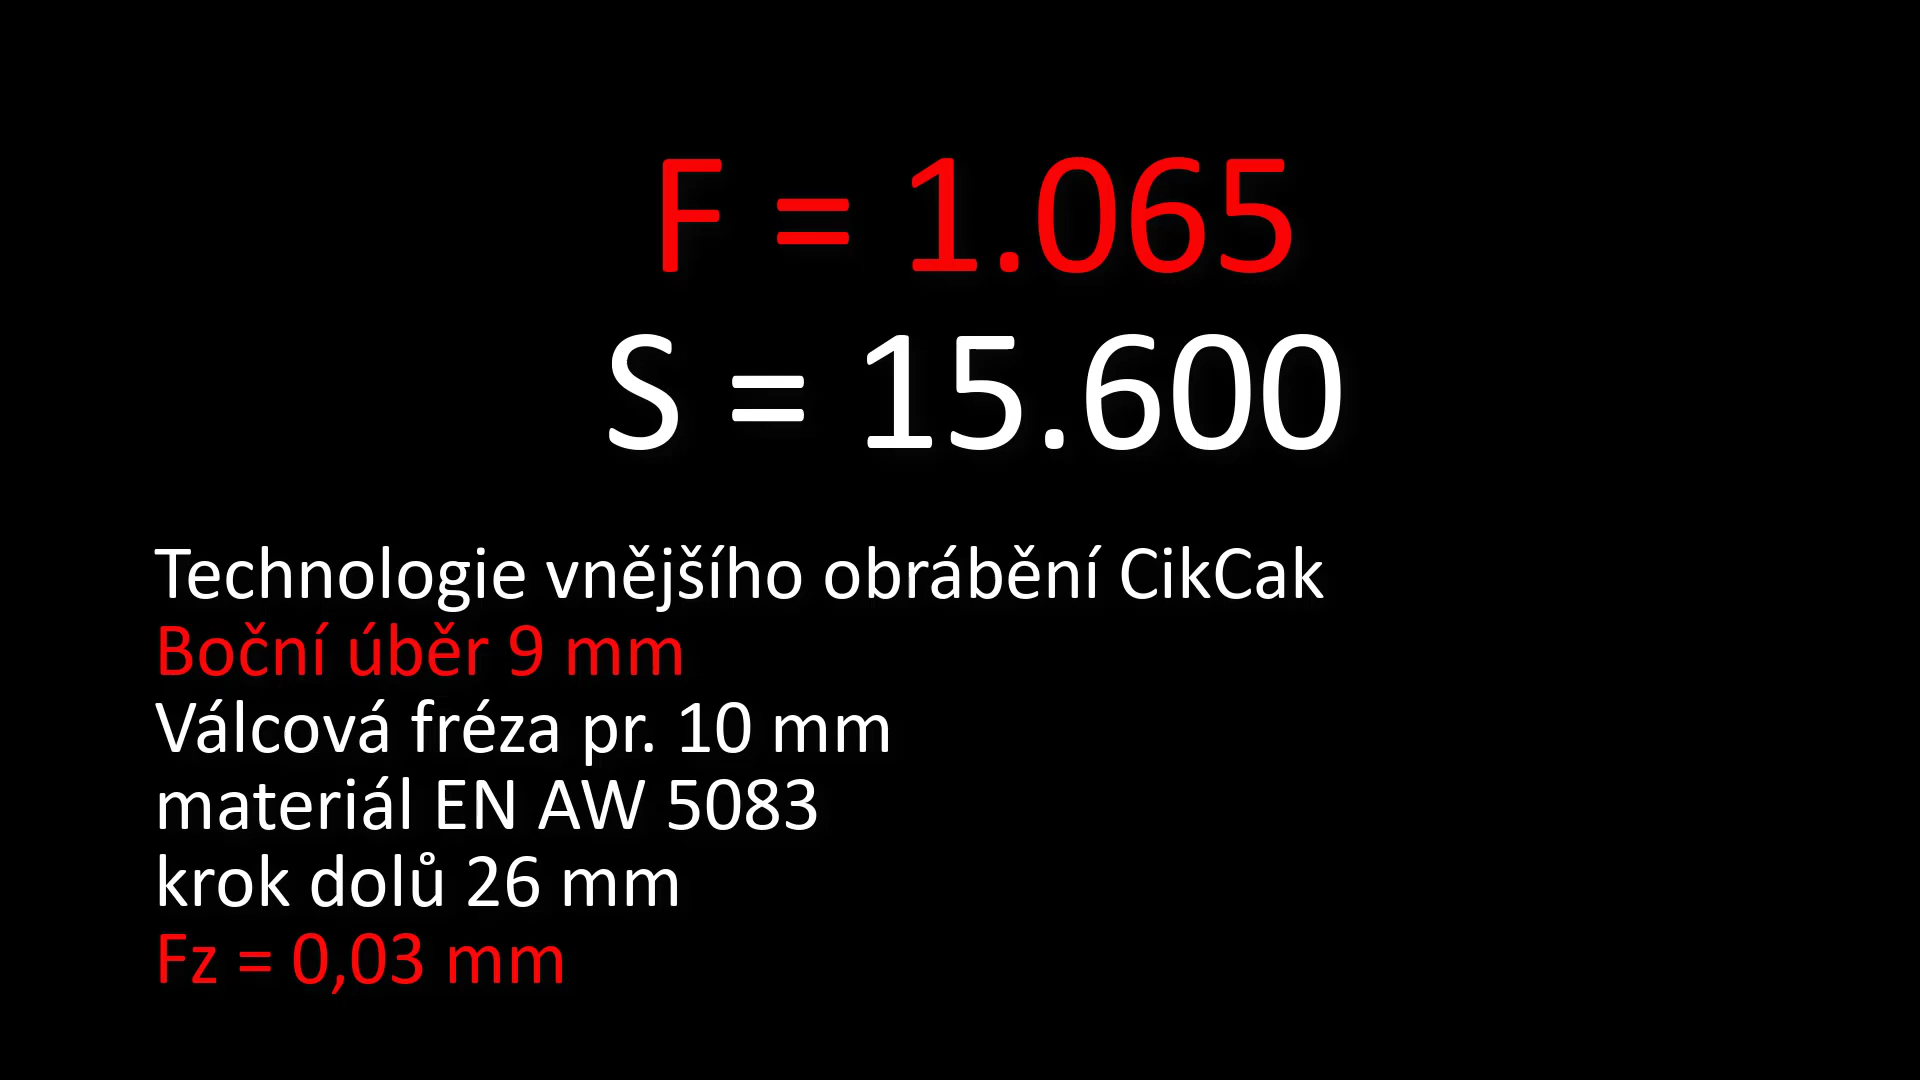 F = 1.065
S = 15.600
Technologie vnějšího obrábění CikCak
Boční úběr 9 mm
Válcová fréza pr. 10 mm
materiál EN AW 5083
krok dolů 26 mm
Fz = 0,03 mm